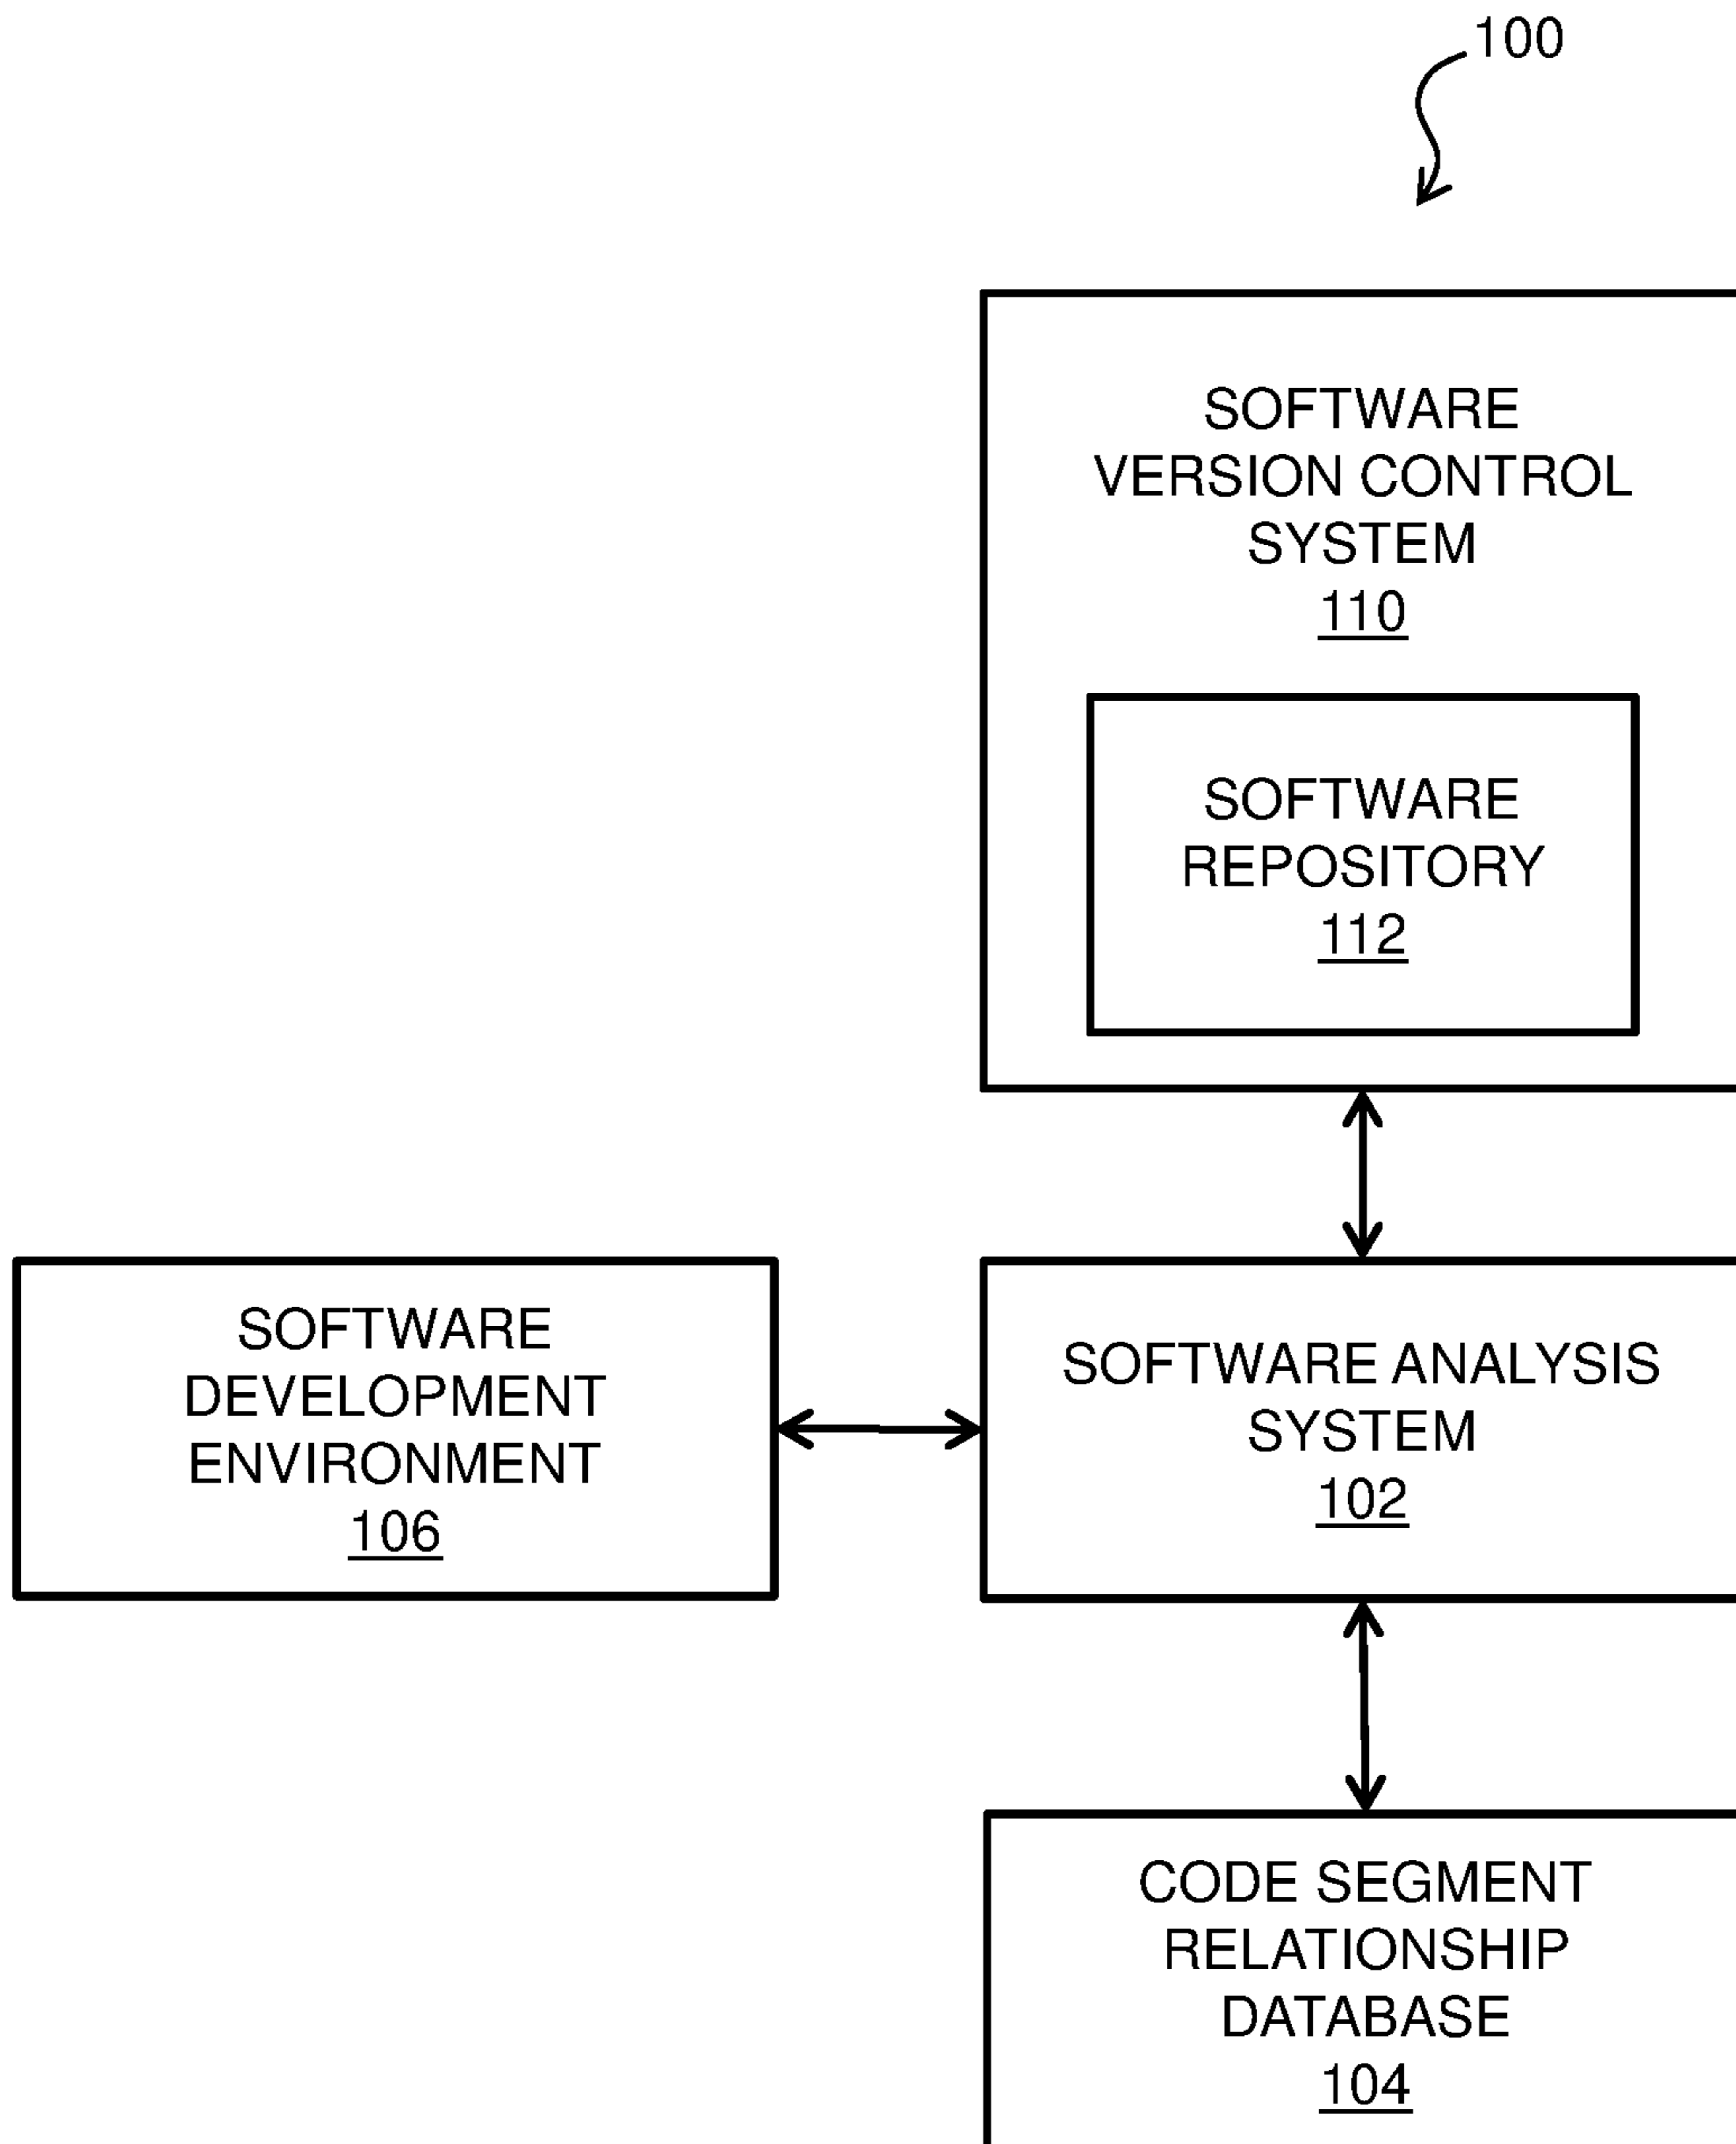 100
SOFTWARE
VERSION CONTROL
SYSTEM
110
SOFTWARE
REPOSITORY
112
SOFTWARE
DEVELOPMENT
ENVIRONMENT
106
SOFTWARE ANALYSIS
SYSTEM
102
CODE SEGMENT
RELATIONSHIP
DATABASE
104